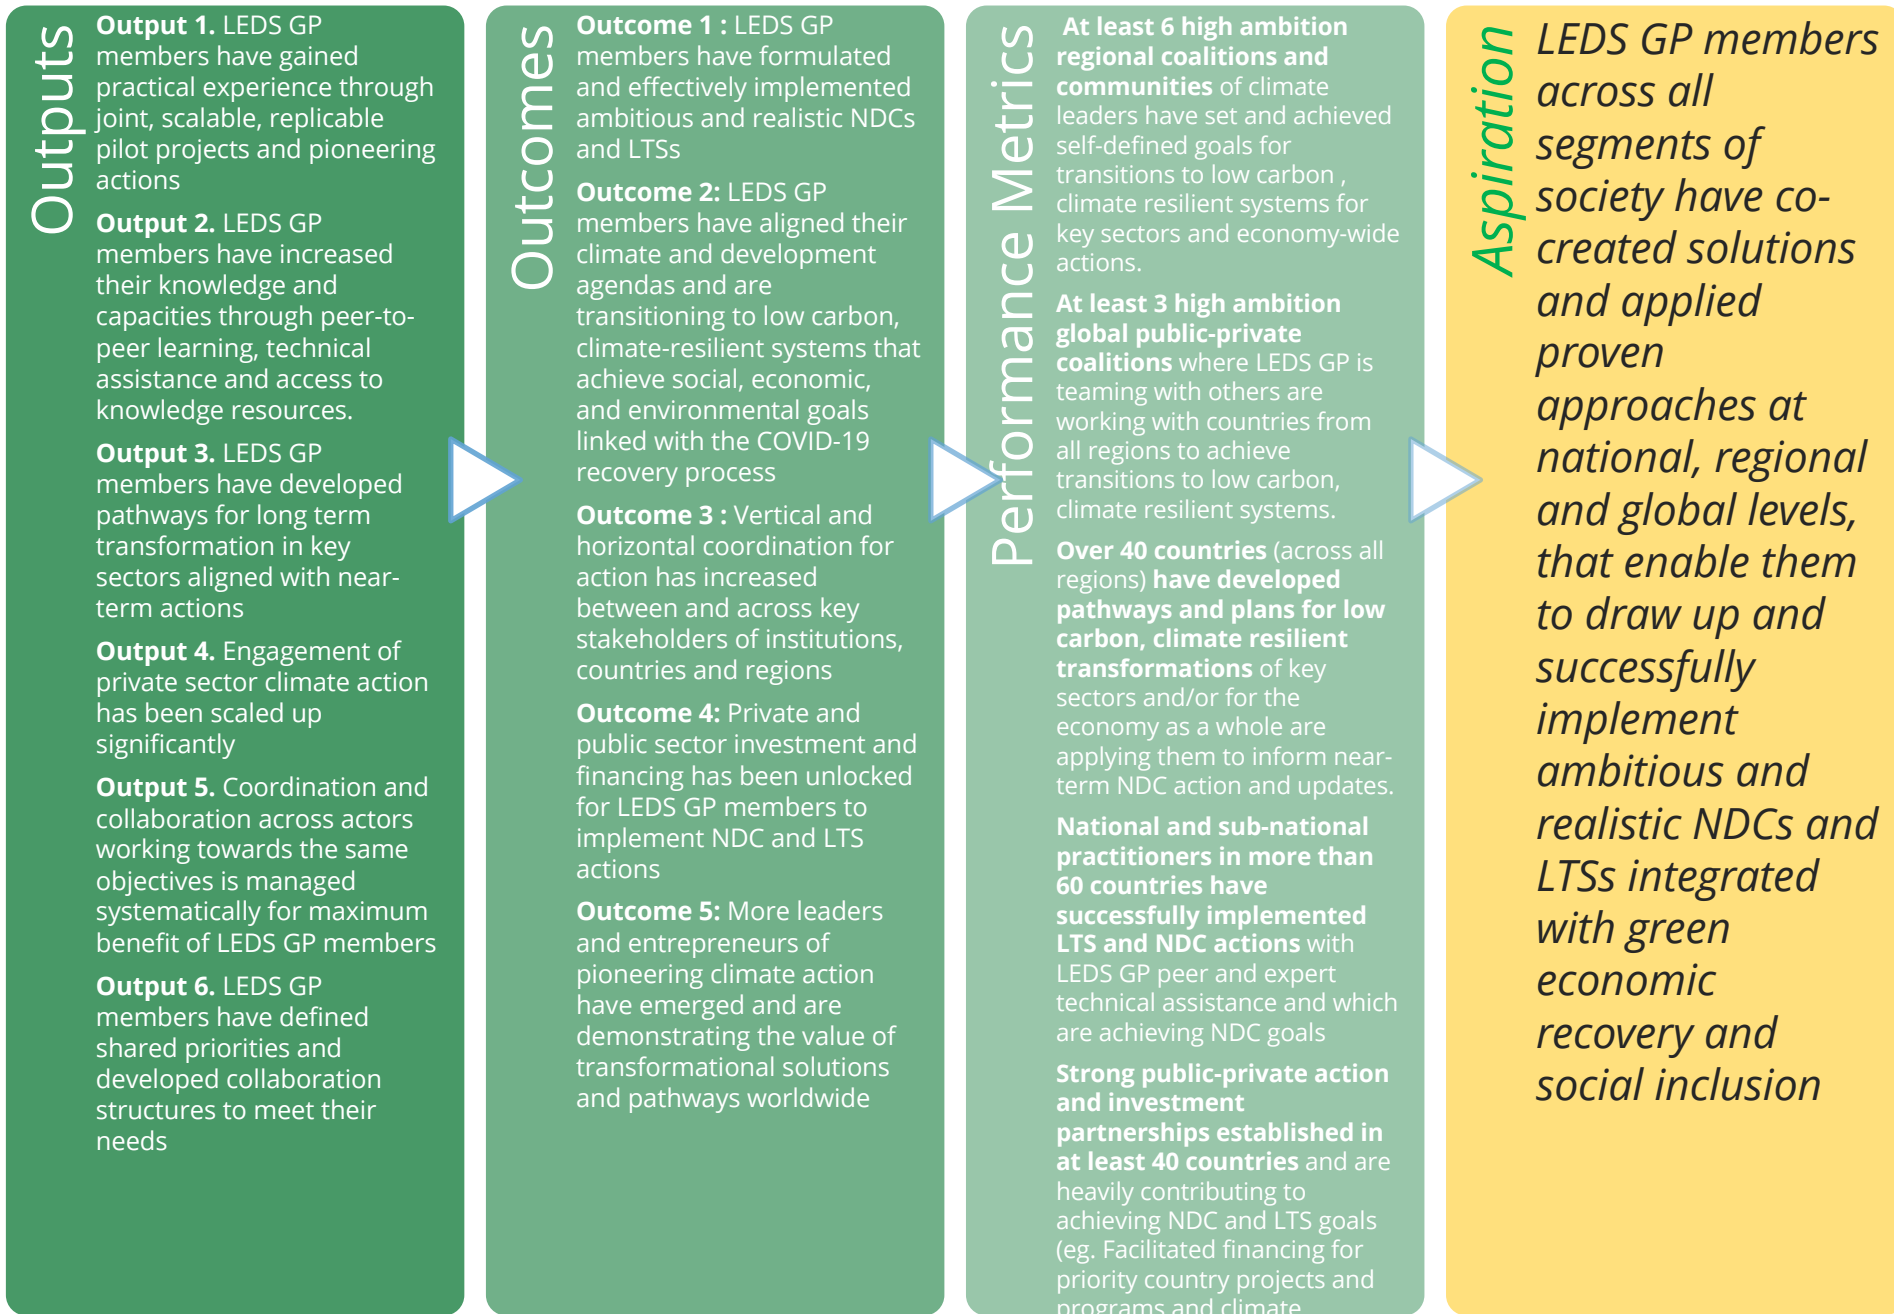 Outputs
Output 1. LEDS GP
members have gained
practical experience through
joint, scalable, replicable
pilot projects and pioneering
actions
Output 2. LEDS GP
members have increased
their knowledge and
capacities through peer-to-
peer learning, technical
assistance and access to
knowledge resources.
Output 3. LEDS GP
members have developed
pathways for long term
transformation in key
sectors aligned with near-
term actions
Output 4. Engagement of
private sector climate action
has been scaled up
significantly
Output 5. Coordination and
collaboration across actors
working towards the same
objectives is managed
systematically for maximum
benefit of LEDS GP members
Output 6. LEDS GP
members have defined
shared priorities and
developed collaboration
structures to meet their
needs
Outcomes
Outcome 1 : LEDS GP
members have formulated
and effectively implemented
ambitious and realistic NDCs
and LTSs
Outcome 2: LEDS GP
members have aligned their
climate and development
agendas and are
transitioning to low carbon,
climate-resilient systems that
achieve social, economic,
and environmental goals
linked with the COVID-19
recovery process
Outcome 3 : Vertical and
horizontal coordination for
action has increased
between and across key
stakeholders of institutions,
countries and regions
Outcome 4: Private and
public sector investment and
financing has been unlocked
for LEDS GP members to
implement NDC and LTS
actions
Outcome 5: More leaders
and entrepreneurs of
pioneering climate action
have emerged and are
demonstrating the value of
transformational solutions
and pathways worldwide
Performance Metrics
At least 6 high ambition
regional coalitions and
communities of climate
leaders have set and achieved
self-defined goals for
transitions to low carbon ,
climate resilient systems for
key sectors and economy-wide
actions.
At least 3 high ambition
global public-private
coalitions where LEDS GP is
teaming with others are
working with countries from
all regions to achieve
transitions to low carbon,
climate resilient systems.
Over 40 countries (across all
regions) have developed
pathways and plans for low
carbon, climate resilient
transformations of key
sectors and/or for the
economy as a whole are
applying them to inform near-
term NDC action and updates.
National and sub-national
practitioners in more than
60 countries have
successfully implemented
LTS and NDC actions with
LEDS GP peer and expert
technical assistance and which
are achieving NDC goals
Strong public-private action
and investment
partnerships established in
at least 40 countries and are
heavily contributing to
achieving NDC and LTS goals
(eg. Facilitated financing for
priority country projects and
programs and climate
Aspiration
LEDS GP members
across all
segments of
society have co-
created solutions
and applied
proven
approaches at
national, regional
and global levels,
that enable them
to draw up and
successfully
implement
ambitious and
realistic NDCs and
LTSs integrated
with green
economic
recovery and
social inclusion